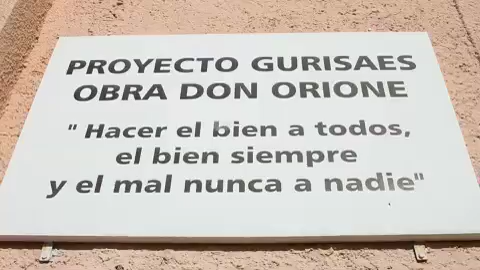 PROYECTO GURISAES
OBRA DON ORIONE
" Hacer el bien a todos,
el bien siempre
y el mal nunca a nadie"